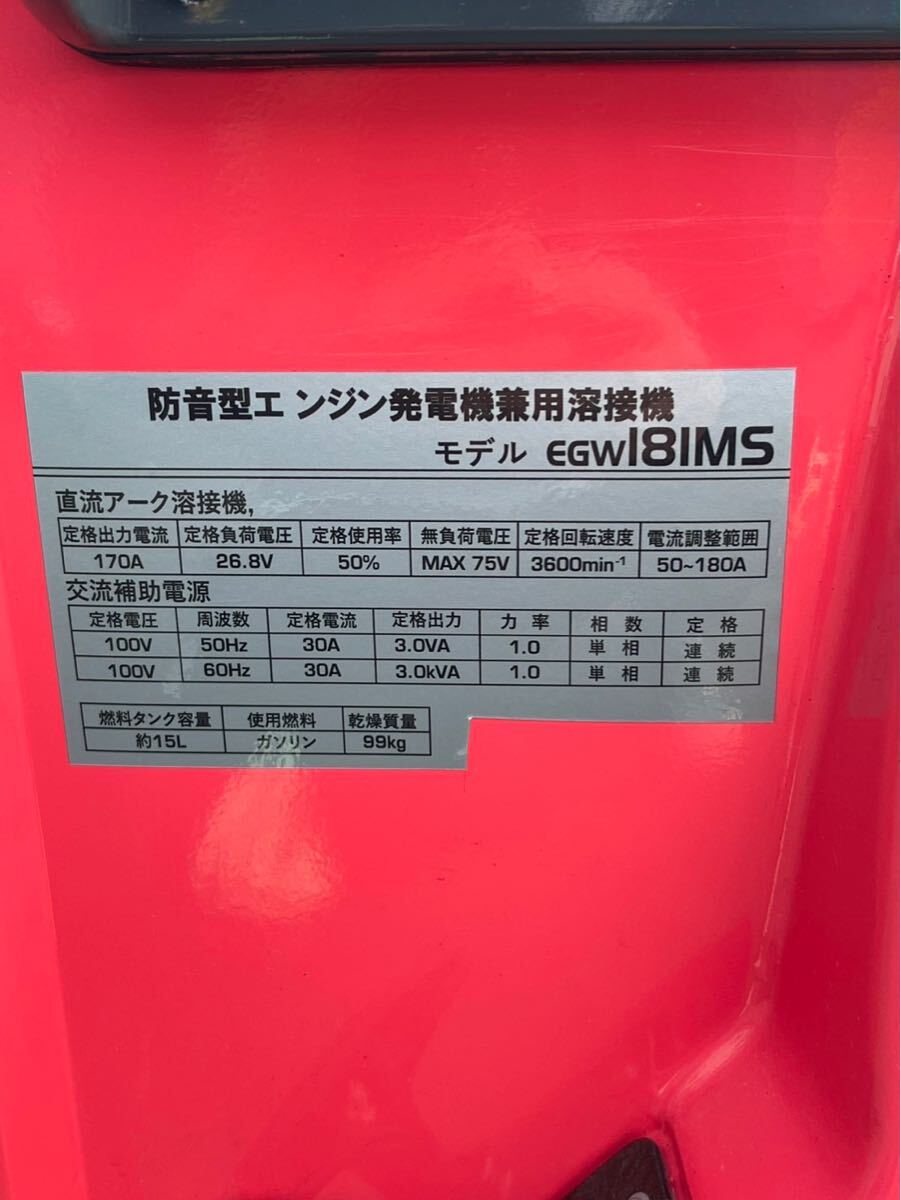 防音型エンジン発電機兼用溶接機
モデル EGW181MS
直流アーク溶接機,
定格出力電流 定格負荷電圧 定格使用率 無負荷電圧 定格回転速度 電流調整範囲
170A 26.8V 50% MAX 75V 3600min⁻¹ 50~180A
交流補助電源
定格電圧 周波数 定格電流 定格出力 力 率 相 数 定 格
100V 50Hz 30A 3.0VA 1.0 単 相 連 続
100V 60Hz 30A 3.0kVA 1.0 単 相 連 続
燃料タンク容量 使用燃料 乾燥質量
約15L ガソリン 99kg